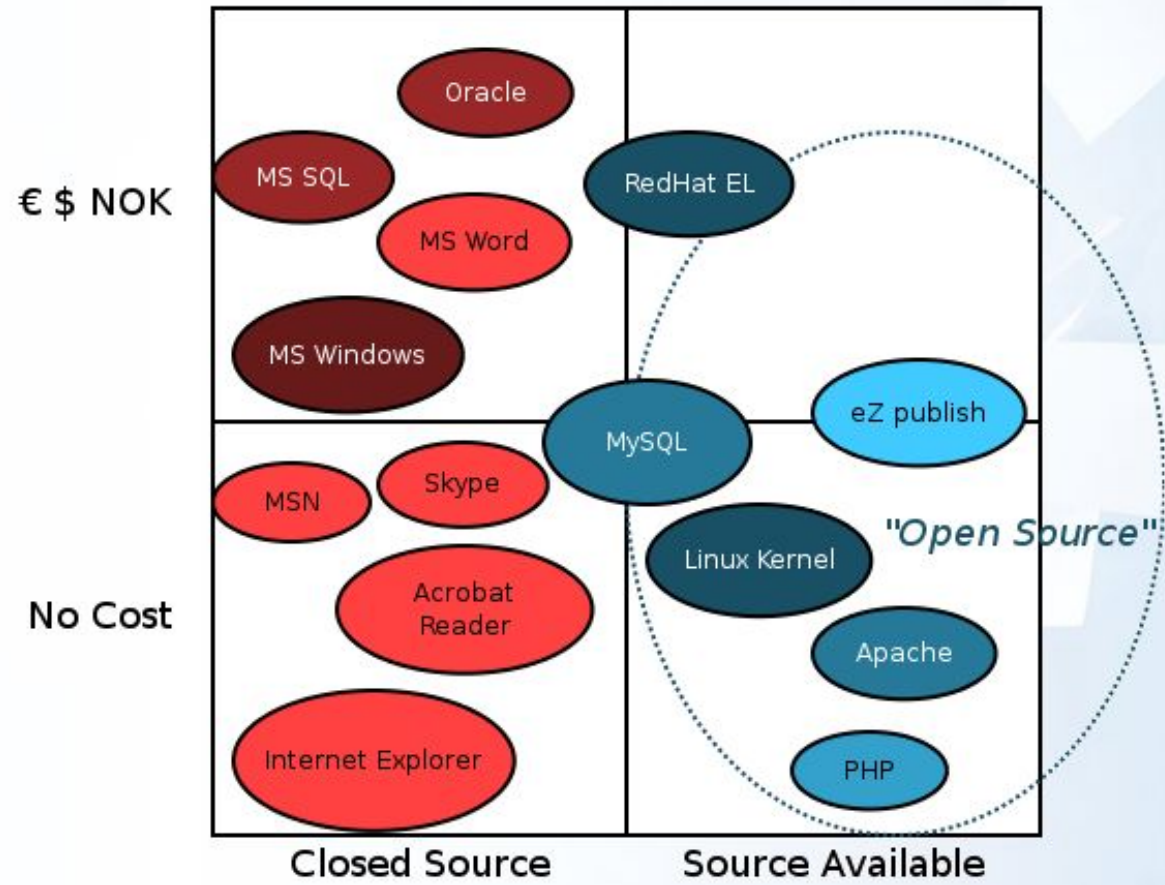 Oracle
MS SQL
RedHat EL
€ $ NOK
MS Word
MS Windows
eZ publish
MySQL
Skype
MSN
"Open Source"
Linux Kernel
Acrobat
Reader
No Cost
Apache
Internet Explorer
PHP
Closed Source
Source Available